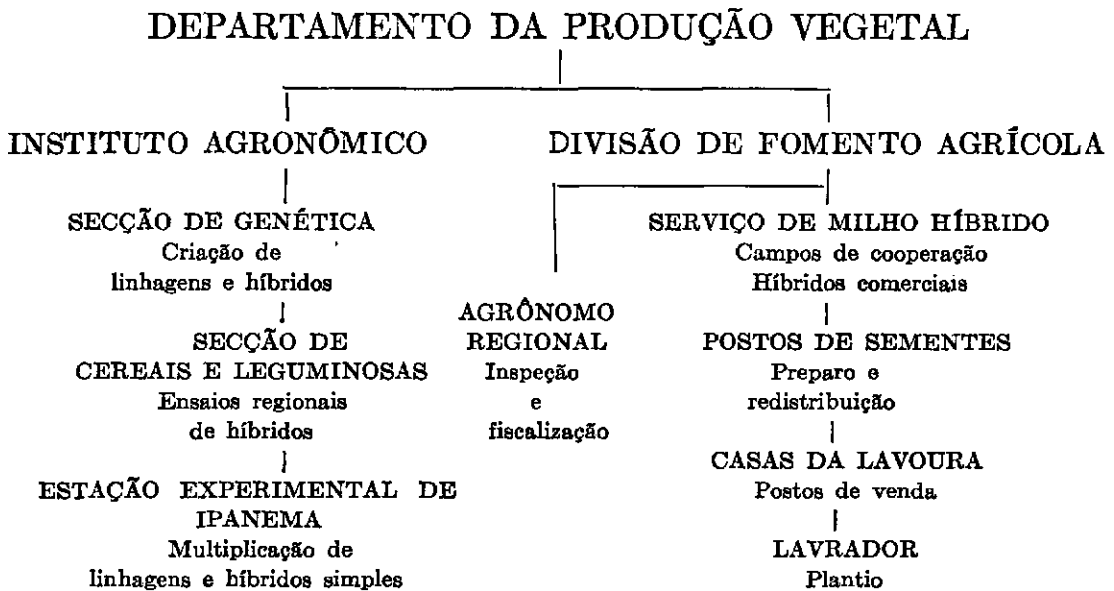 DEPARTAMENTO DA PRODUÇÃO VEGETAL
INSTITUTO AGRONÔMICO
SECÇÃO DE GENÉTICA
Criação de
linhagens e híbridos
SECÇÃO DE
CEREAIS E LEGUMINOSAS
Ensaios regionais
de híbridos
ESTAÇÃO EXPERIMENTAL DE
IPANEMA
Multiplicação de
linhagens e híbridos simples
DIVISÃO DE FOMENTO AGRÍCOLA
AGRÔNOMO
REGIONAL
Inspeção
e
fiscalização
SERVIÇO DE MILHO HÍBRIDO
Campos de cooperação
Híbridos comerciais
POSTOS DE SEMENTES
Preparo e
redistribuição
CASAS DA LAVOURA
Postos de venda
LAVRADOR
Plantio